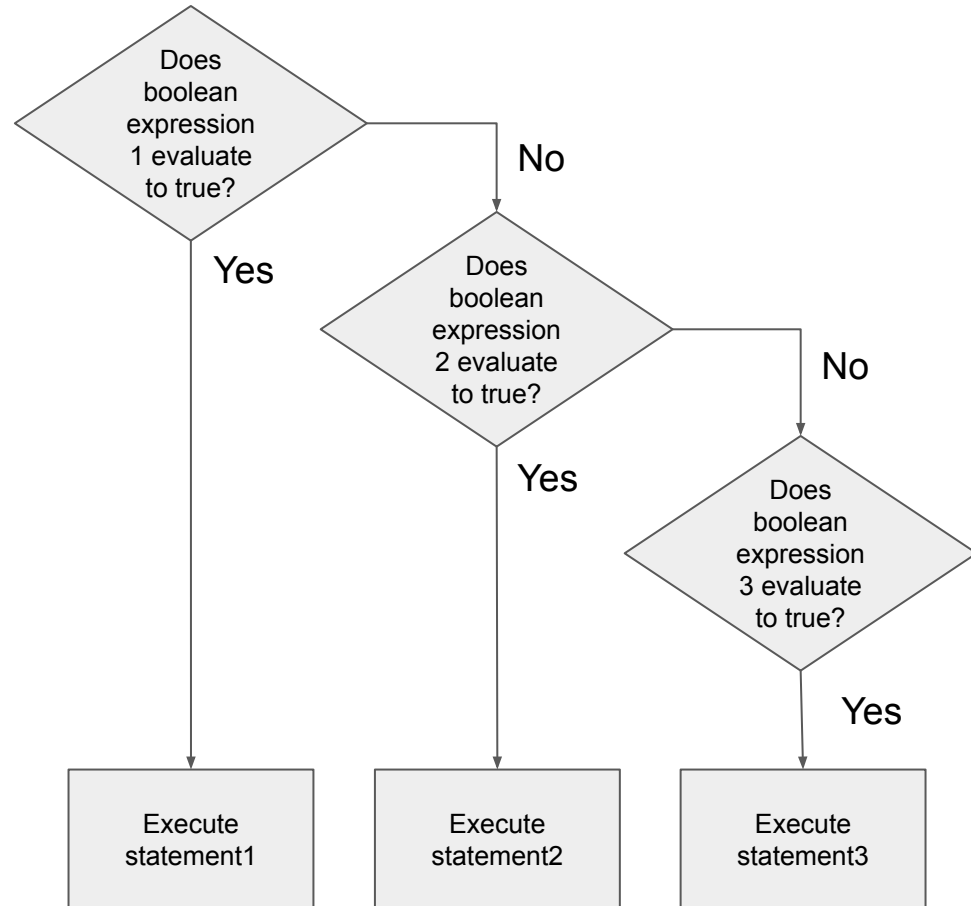 Does
boolean
expression
1 evaluate
to true?
No
Yes
Does
boolean
expression
2 evaluate
to true?
No
Yes
Does
boolean
expression
3 evaluate
to true?
Yes
Execute
statement1
Execute
statement2
Execute
statement3